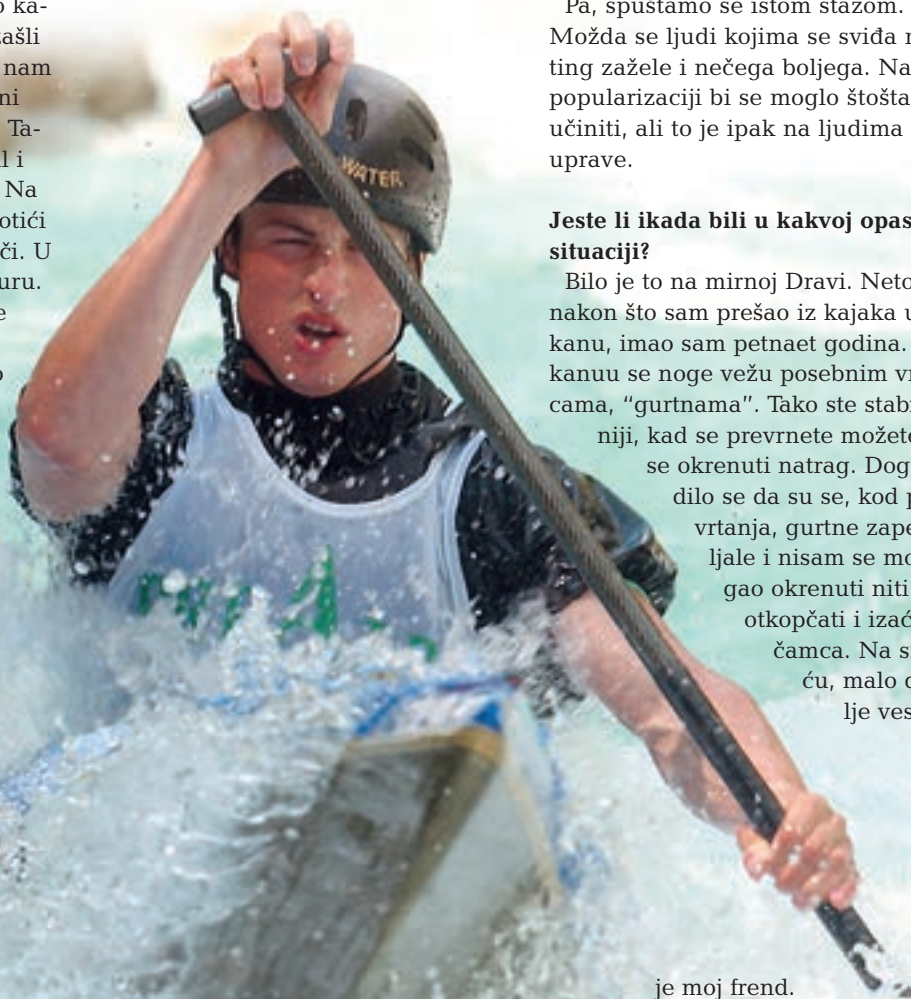 o ka-
zašli
nam
ni
Ta-
l i
Na
otići
či. U
uru.
e
o
WATER
Pa, spuštamo se istom stazom.
Možda se ljudi kojima se sviđa
ting zažele i nečega boljega. Na
popularizaciji bi se moglo štošta
učiniti, ali to je ipak na ljudima
uprave.
Jeste li ikada bili u kakvoj opas
situaciji?
Bilo je to na mirnoj Dravi. Neto
nakon što sam prešao iz kajaka u
kanu, imao sam petnaet godina.
kanuu se noge vežu posebnim vr
cama, “gurtnama”. Tako ste stabi
niji, kad se prevrnete možete
se okrenuti natrag. Dog
dilo se da su se, kod p
vrtanja, gurtne zape
ljale i nisam se mo
gao okrenuti niti
otkopčati i izać
čamca. Na s
ću, malo d
lje ves
je moj frend.